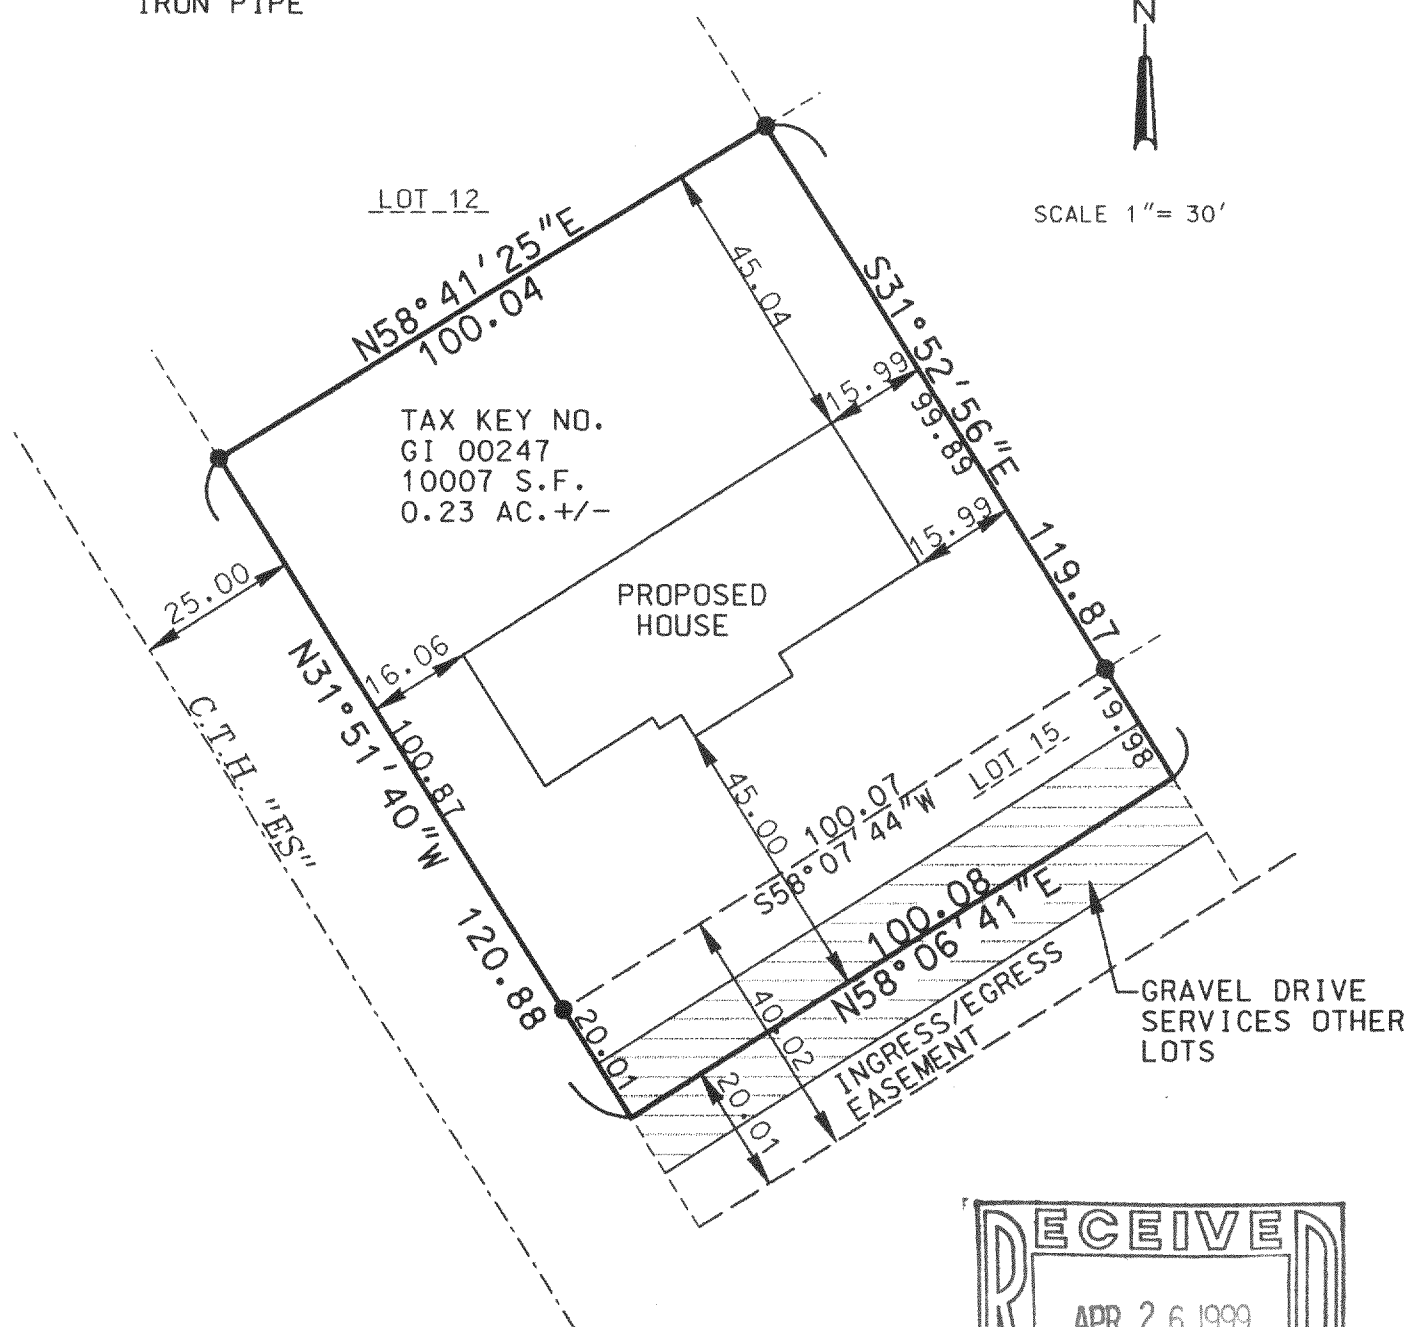 IRON PIPE
N
SCALE 1"= 30'
LOT 12
N58°41'25"E
100.04
45.04
S31°52'56"E
99.89
119.87
15.99
15.99
TAX KEY NO.
GI 00247
10007 S.F.
0.23 AC.+/-
25.00
16.06
PROPOSED
HOUSE
N31°51'40"W
100.87
120.88
C.T.H. "ES"
19.98
LOT 15
100.07
S58°07'44"W
45.00
100.08
N58°06'41"E
20.01
40.02
20.01
INGRESS/EGRESS
EASEMENT
GRAVEL DRIVE
SERVICES OTHER
LOTS
RECEIVED
APR 26 1999